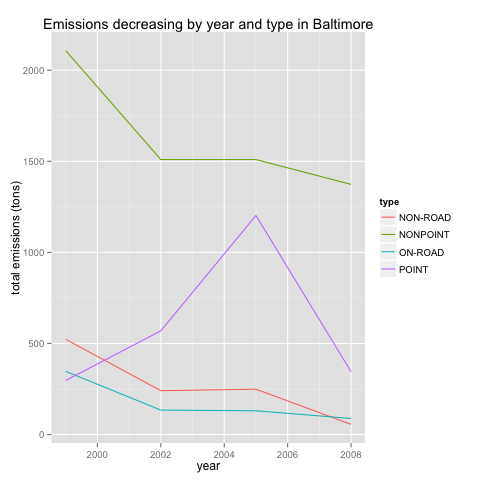 Emissions decreasing by year and type in Baltimore
total emissions (tons)
2000
1500
1000
500
0
2000 2002 2004 2006 2008
year
type
NON-ROAD
NONPOINT
ON-ROAD
POINT